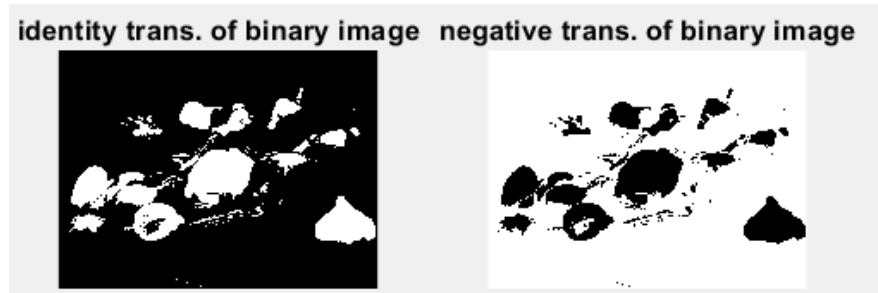 identity trans. of binary image
negative trans. of binary image